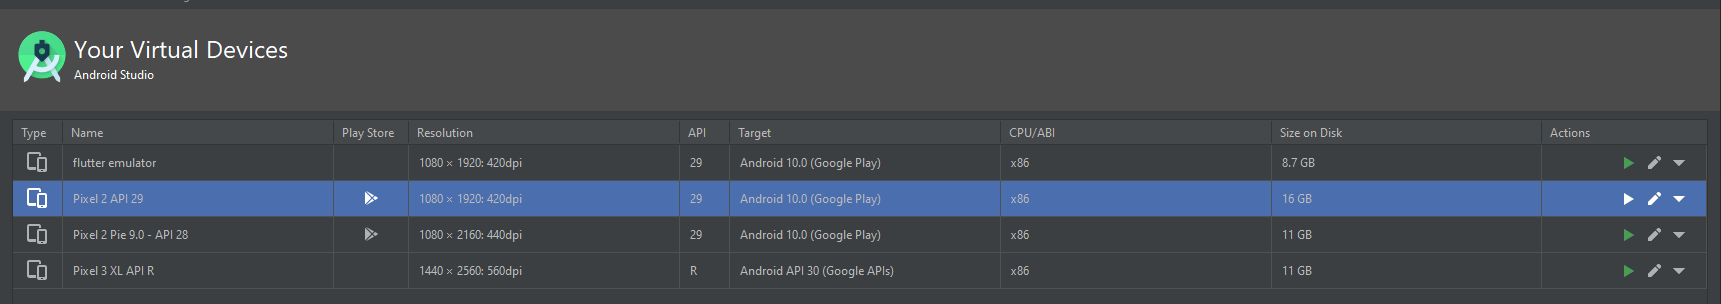 Your Virtual Devices
Android Studio
Type Name Play Store Resolution API Target CPU/ABI Size on Disk Actions
flutter emulator 1080 × 1920: 420dpi 29 Android 10.0 (Google Play) x86 8.7 GB
Pixel 2 API 29 1080 × 1920: 420dpi 29 Android 10.0 (Google Play) x86 16 GB
Pixel 2 Pie 9.0 - API 28 1080 × 2160: 440dpi 29 Android 10.0 (Google Play) x86 11 GB
Pixel 3 XL API R 1440 × 2560: 560dpi R Android API 30 (Google APIs) x86 11 GB